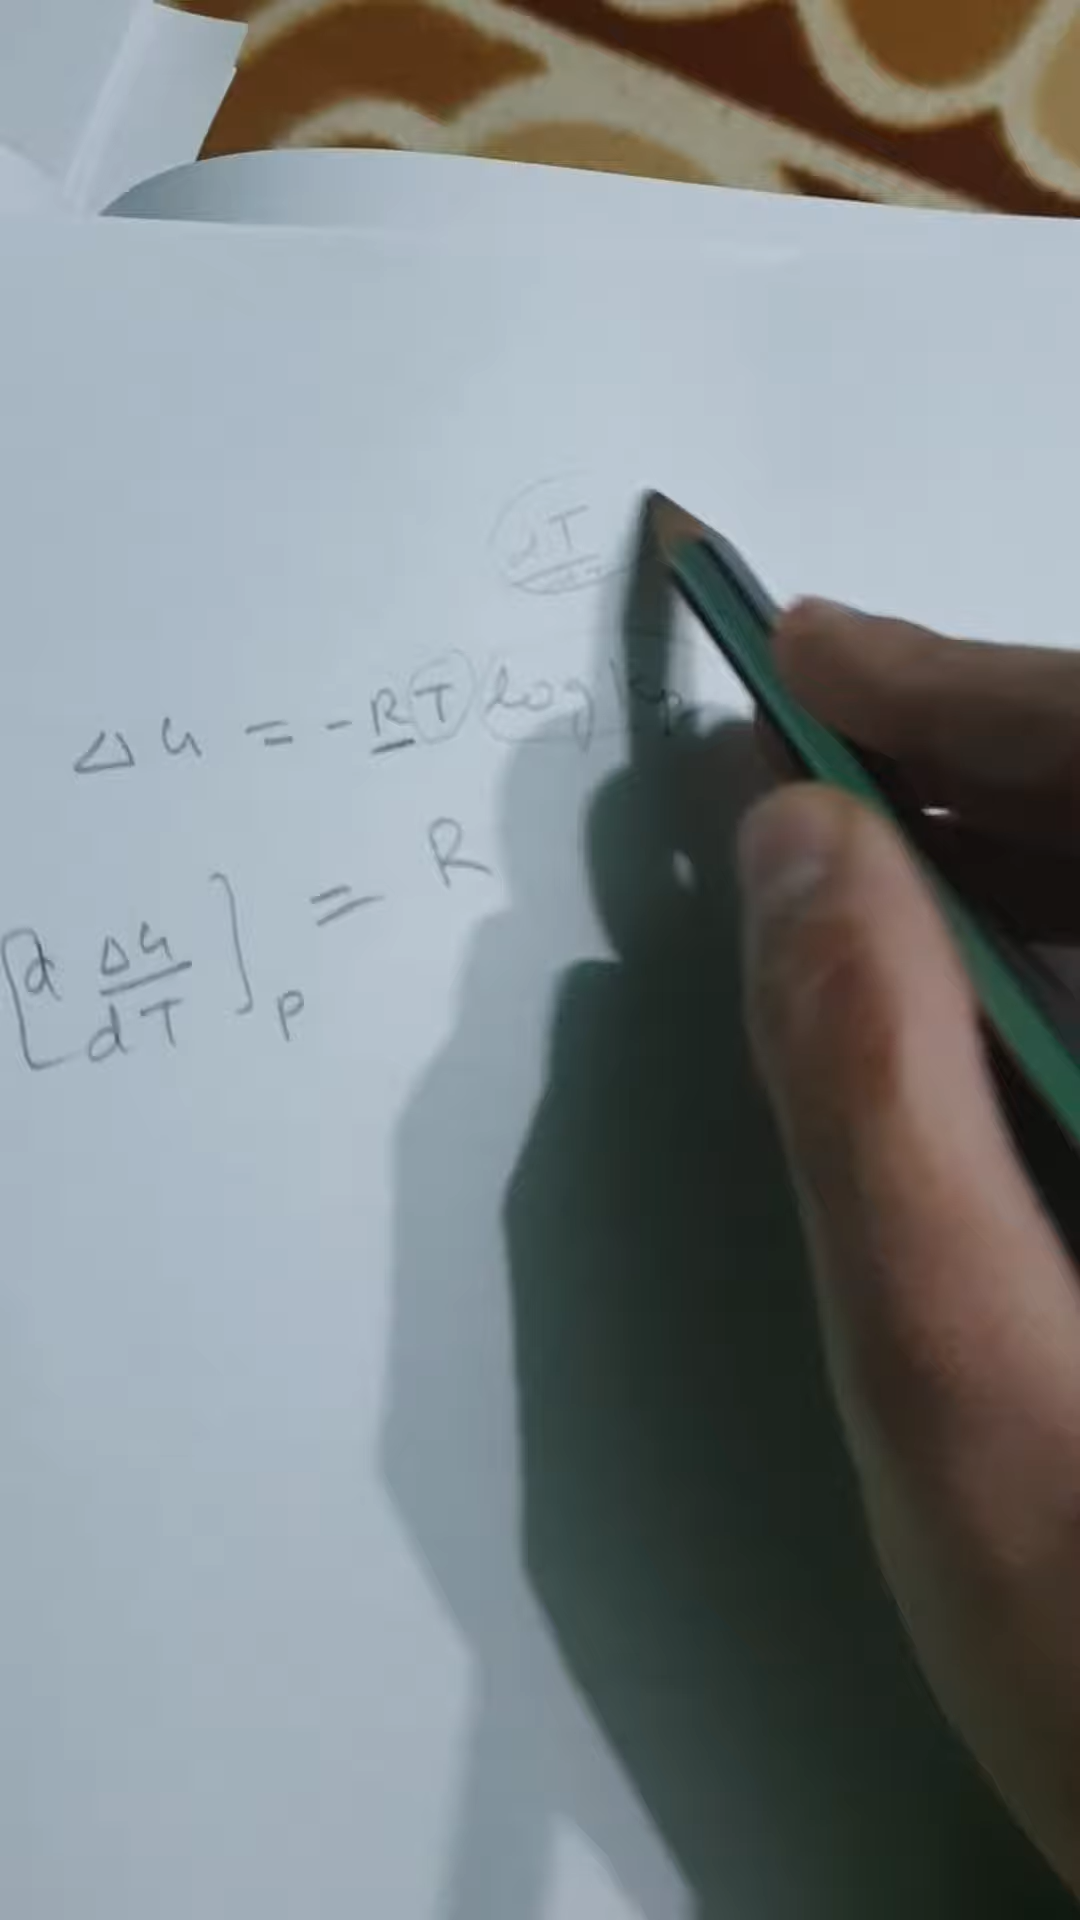 dT
ΔG = -RT log Kp
[d ΔG / dT]p = R